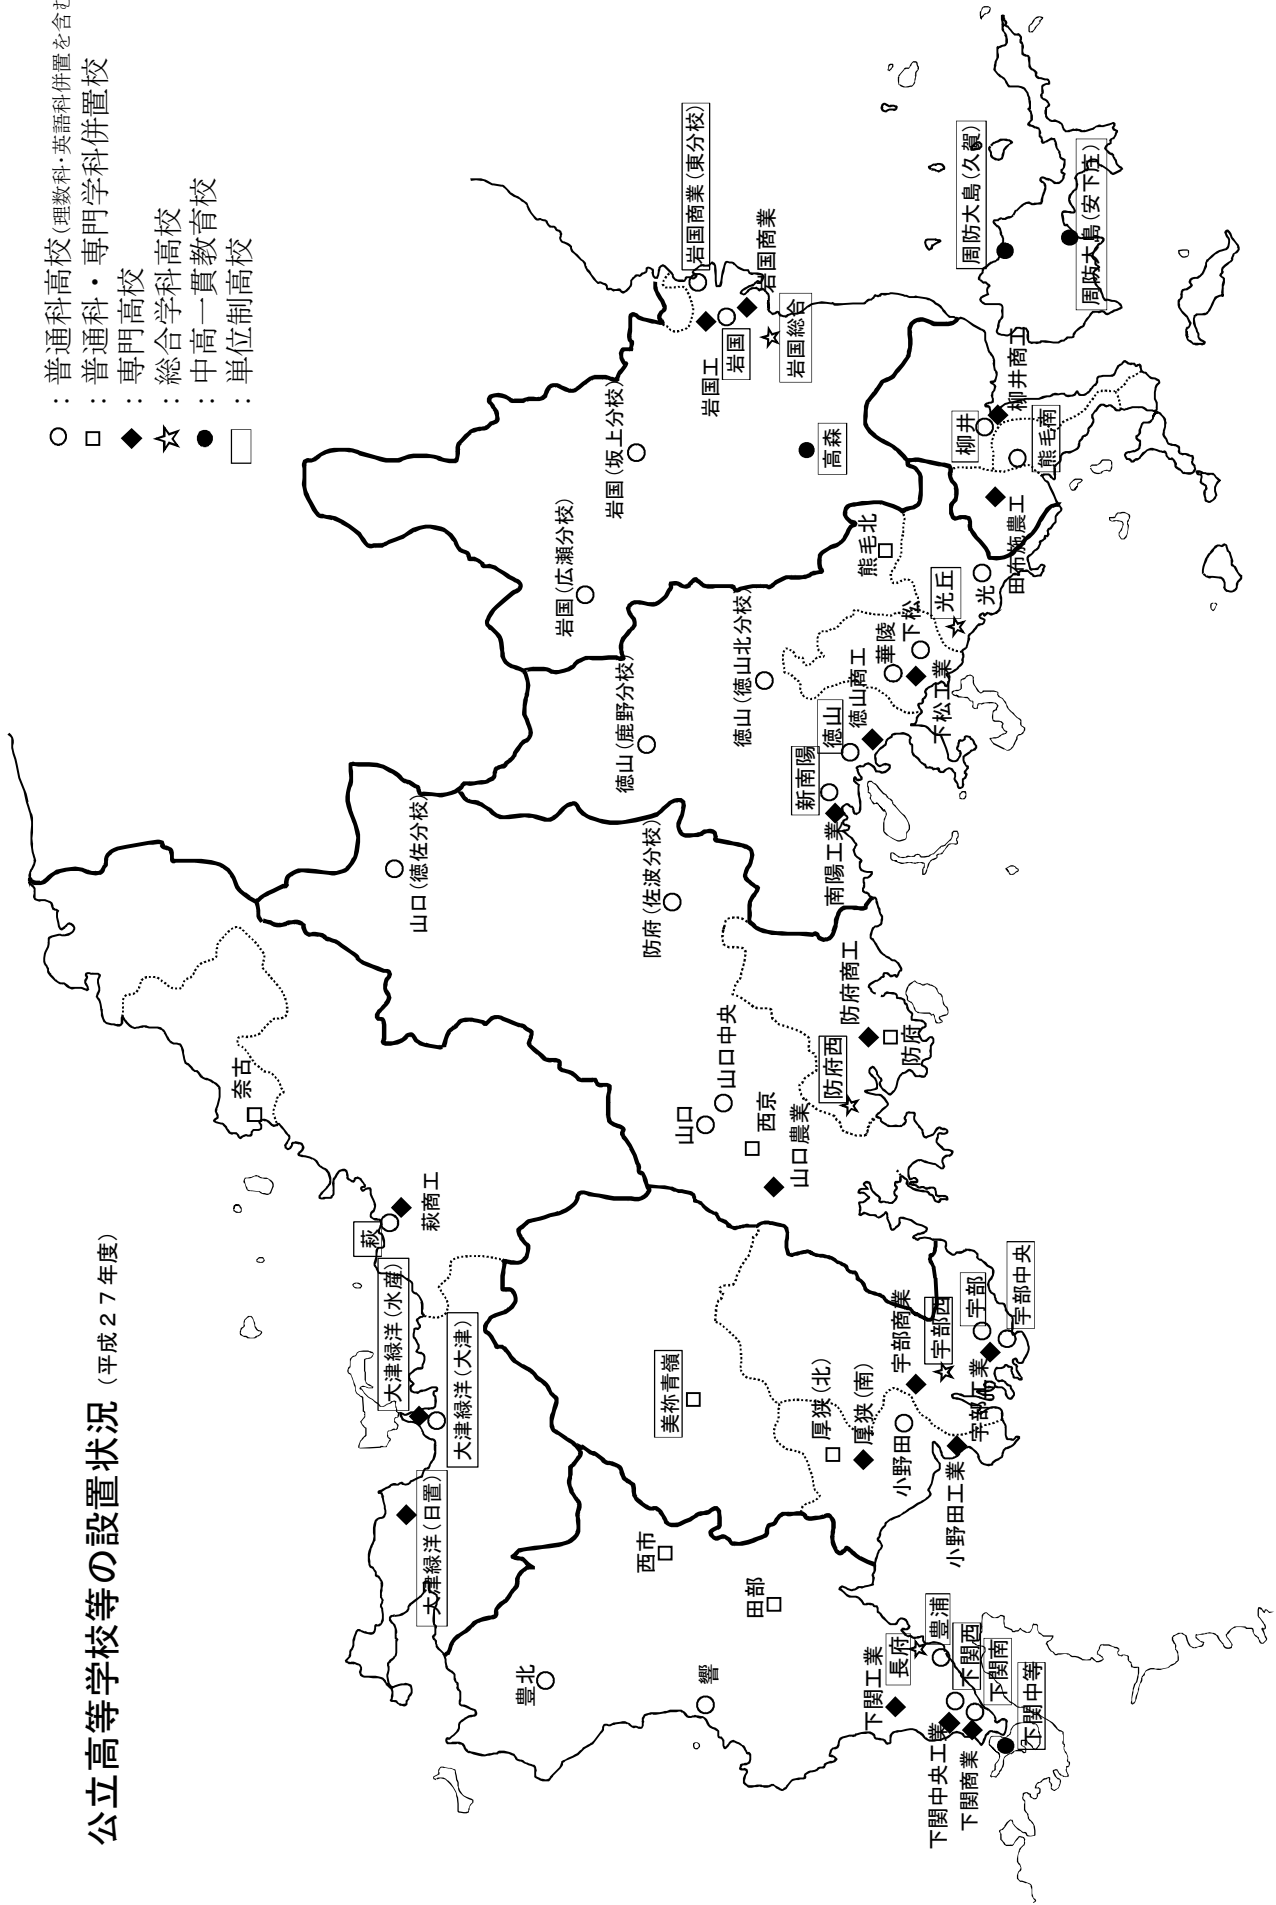 公立高等学校等の設置状況（平成２７年度）
○：普通科高校（理数科・英語科併置を含む
□：普通科・専門学科併置校
◆：専門高校
☆：総合学科高校
●：中高一貫教育校
：単位制高校
奈古
萩
萩商工
大津緑洋（水産）
大津緑洋（大津）
大津緑洋（日置）
山口（徳佐分校）
防府（佐波分校）
山口
山口中央
西京
山口農業
防府西
防府商工
防府
徳山（鹿野分校）
徳山（徳山北分校）
新南陽
徳山
徳山商工
南陽工業
華陵
下松
下松工業
熊毛北
光丘
光
田布施農工
熊毛南
柳井
柳井商工
岩国（広瀬分校）
岩国（坂上分校）
高森
岩国工
岩国
岩国総合
岩国商業
岩国商業（東分校）
周防大島（久賀）
周防大島（安下庄）
美祢青嶺
厚狭（北）
厚狭（南）
小野田
小野田工業
宇部商業
宇部西
宇部
宇部中央
宇部工業
西市
田部
豊北
響
下関工業
長府
豊浦
下関西
下関南
下関中等
下関中央工業
下関商業